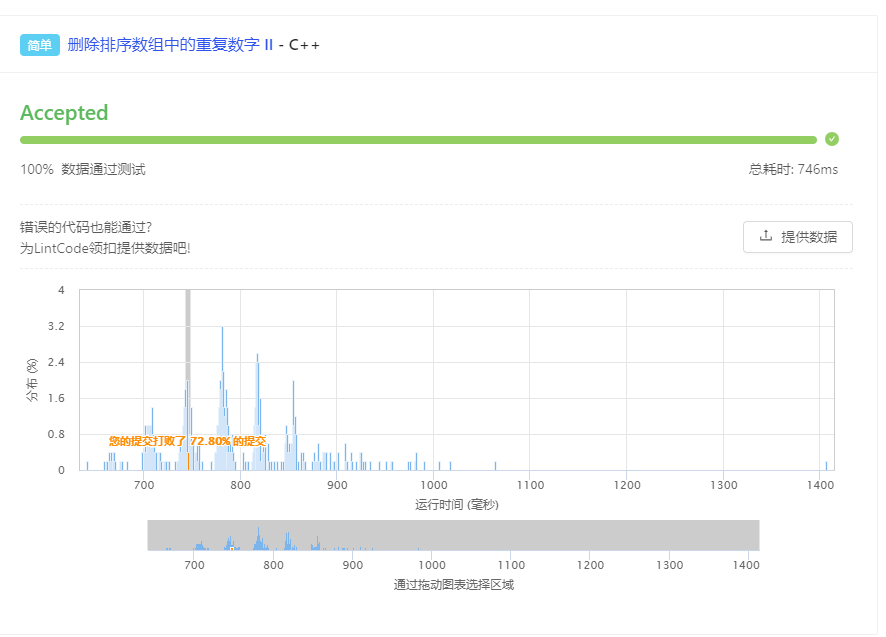 简单 删除排序数组中的重复数字 II - C++
Accepted
100% 数据通过测试 总耗时: 746ms
错误的代码也能通过?
为LintCode领扣提供数据吧!
提供数据
4
3.2
2.4
1.6
0.8
0
分布 (%)
您的提交打败了 72.80% 的提交
700 800 900 1000 1100 1200 1300 1400
运行时间 (毫秒)
700 800 900 1000 1100 1200 1300 1400
通过拖动图表选择区域